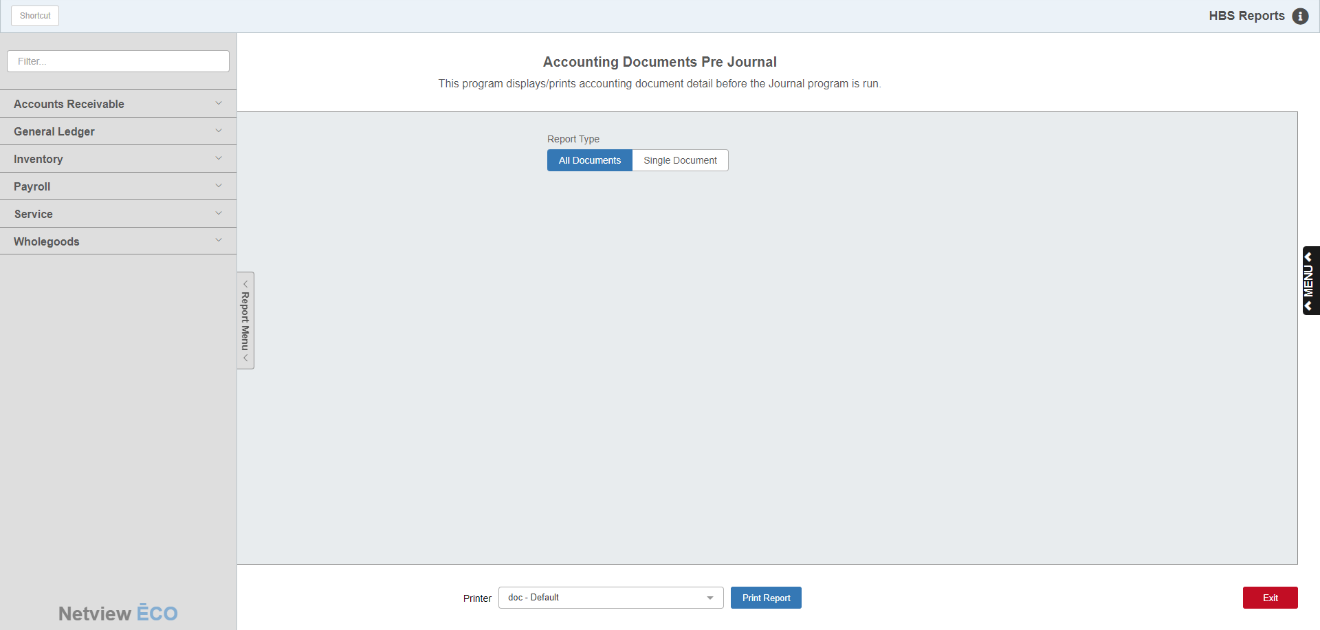 Shortcut
HBS Reports
Filter...
Accounts Receivable
General Ledger
Inventory
Payroll
Service
Wholegoods
Netview ĒCO
Report Menu
Accounting Documents Pre Journal
This program displays/prints accounting document detail before the Journal program is run.
Report Type
All Documents
Single Document
MENU
Printer
doc - Default
Print Report
Exit